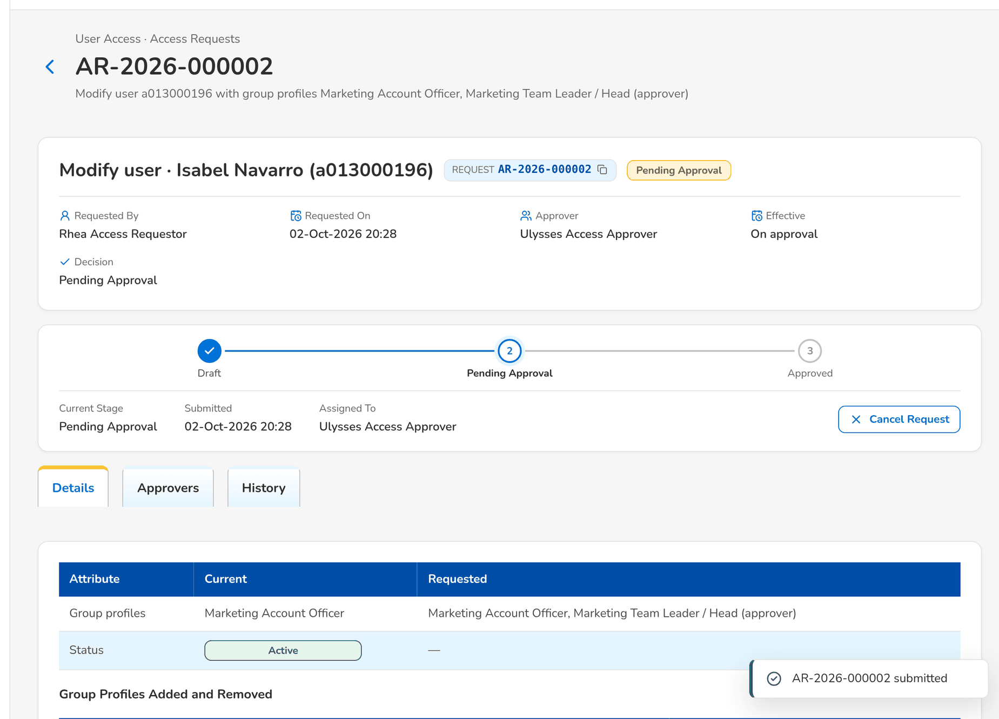 User Access · Access Requests
AR-2026-000002
Modify user a013000196 with group profiles Marketing Account Officer, Marketing Team Leader / Head (approver)
Modify user · Isabel Navarro (a013000196) REQUEST AR-2026-000002 Pending Approval
Requested By Requested On Approver Effective
Rhea Access Requestor 02-Oct-2026 20:28 Ulysses Access Approver On approval
Decision
Pending Approval
2 3
Draft Pending Approval Approved
Current Stage Submitted Assigned To
Pending Approval 02-Oct-2026 20:28 Ulysses Access Approver Cancel Request
Details Approvers History
Attribute Current Requested
Group profiles Marketing Account Officer Marketing Account Officer, Marketing Team Leader / Head (approver)
Status Active —
AR-2026-000002 submitted
Group Profiles Added and Removed